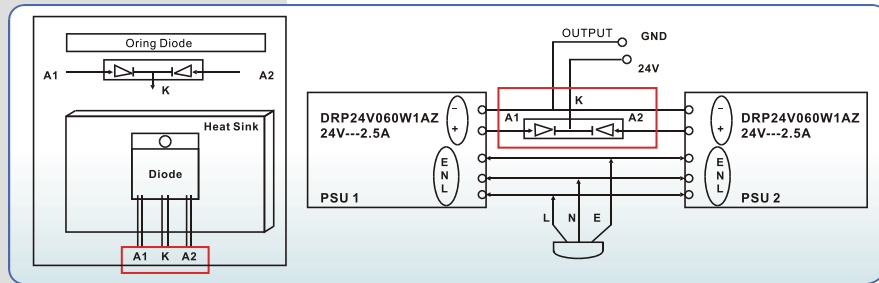 Oring Diode
A1
A2
K
Heat Sink
Diode
A1 K A2
OUTPUT
GND
24V
DRP24V060W1AZ
24V---2.5A
−
+
E
N
L
PSU 1
K
A1
A2
L N E
−
+
E
N
L
DRP24V060W1AZ
24V---2.5A
PSU 2